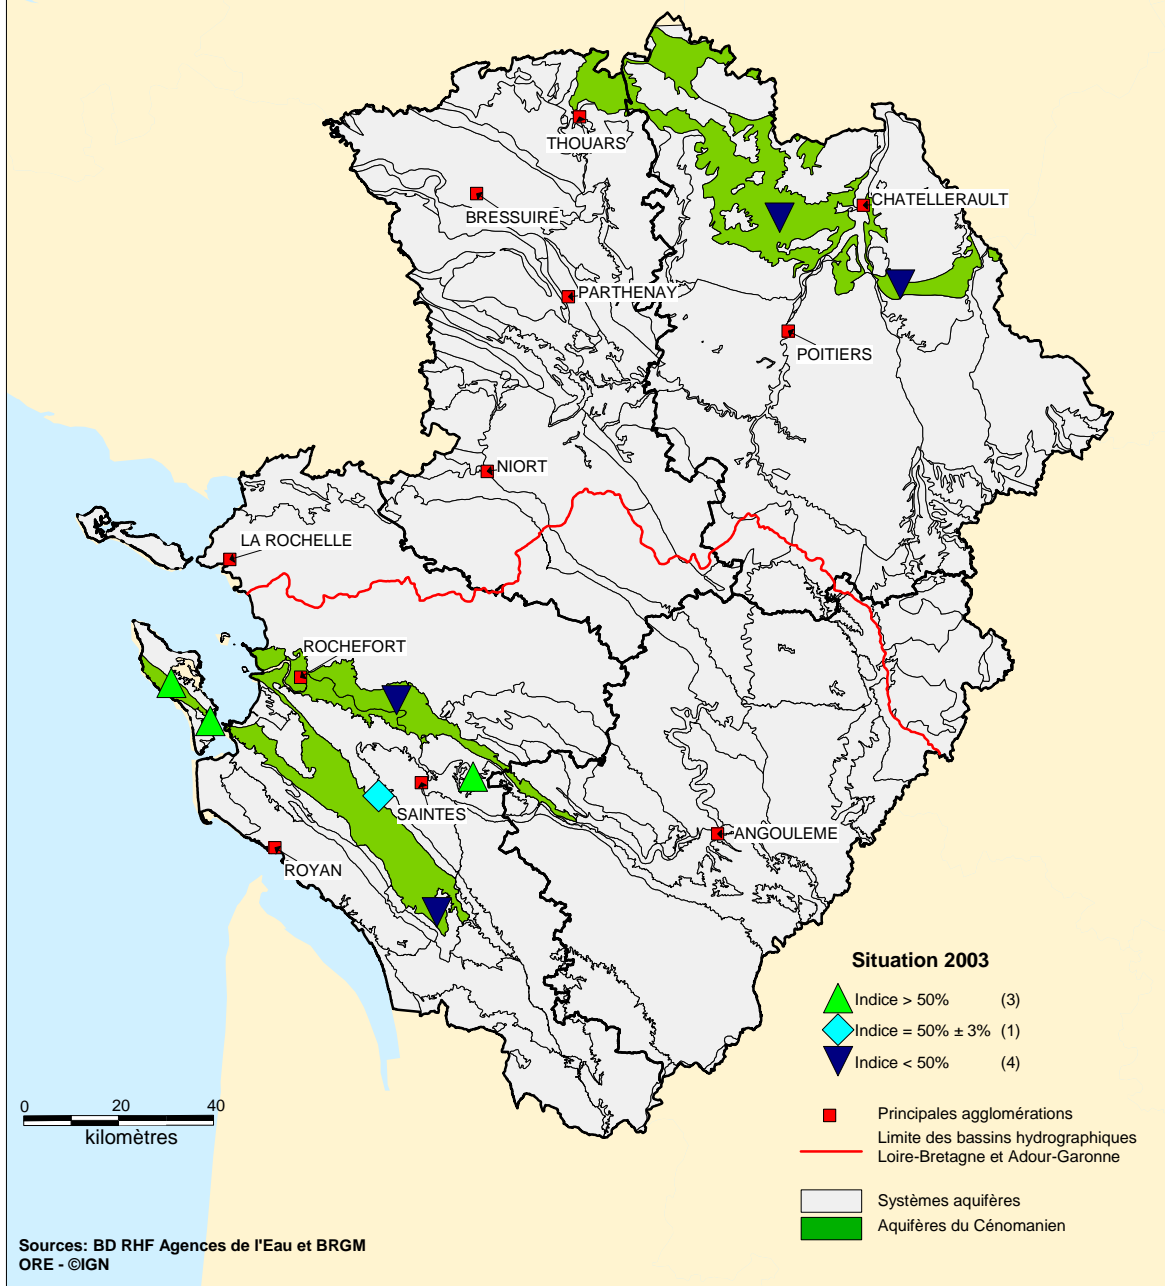 THOUARS
BRESSUIRE
CHATELLERAULT
PARTHENAY
POITIERS
NIORT
LA ROCHELLE
ROCHEFORT
SAINTES
ANGOULEME
ROYAN
Situation 2003
Indice > 50% (3)
Indice = 50% ± 3% (1)
Indice < 50% (4)
0 20 40
kilomètres
Principales agglomérations
Limite des bassins hydrographiques
Loire-Bretagne et Adour-Garonne
Systèmes aquifères
Aquifères du Cénomanien
Sources: BD RHF Agences de l'Eau et BRGM
ORE - ©IGN